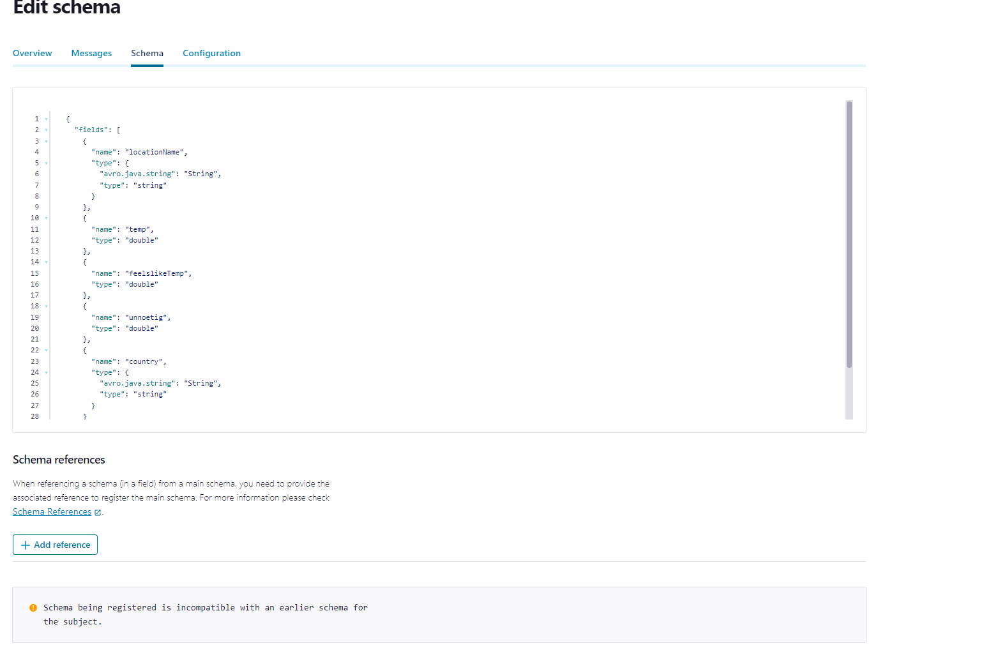 Edit schema
Overview Messages Schema Configuration
1 {
2 "fields": [
3 {
4 "name": "locationName",
5 "type": {
6 "avro.java.string": "String",
7 "type": "string"
8 }
9 },
10 {
11 "name": "temp",
12 "type": "double"
13 },
14 {
15 "name": "feelslikeTemp",
16 "type": "double"
17 },
18 {
19 "name": "unnoetig",
20 "type": "double"
21 },
22 {
23 "name": "country",
24 "type": {
25 "avro.java.string": "String",
26 "type": "string"
27 }
28 }
Schema references
When referencing a schema (in a field) from a main schema, you need to provide the
associated reference to register the main schema. For more information please check
Schema References.
+ Add reference
Schema being registered is incompatible with an earlier schema for
the subject.